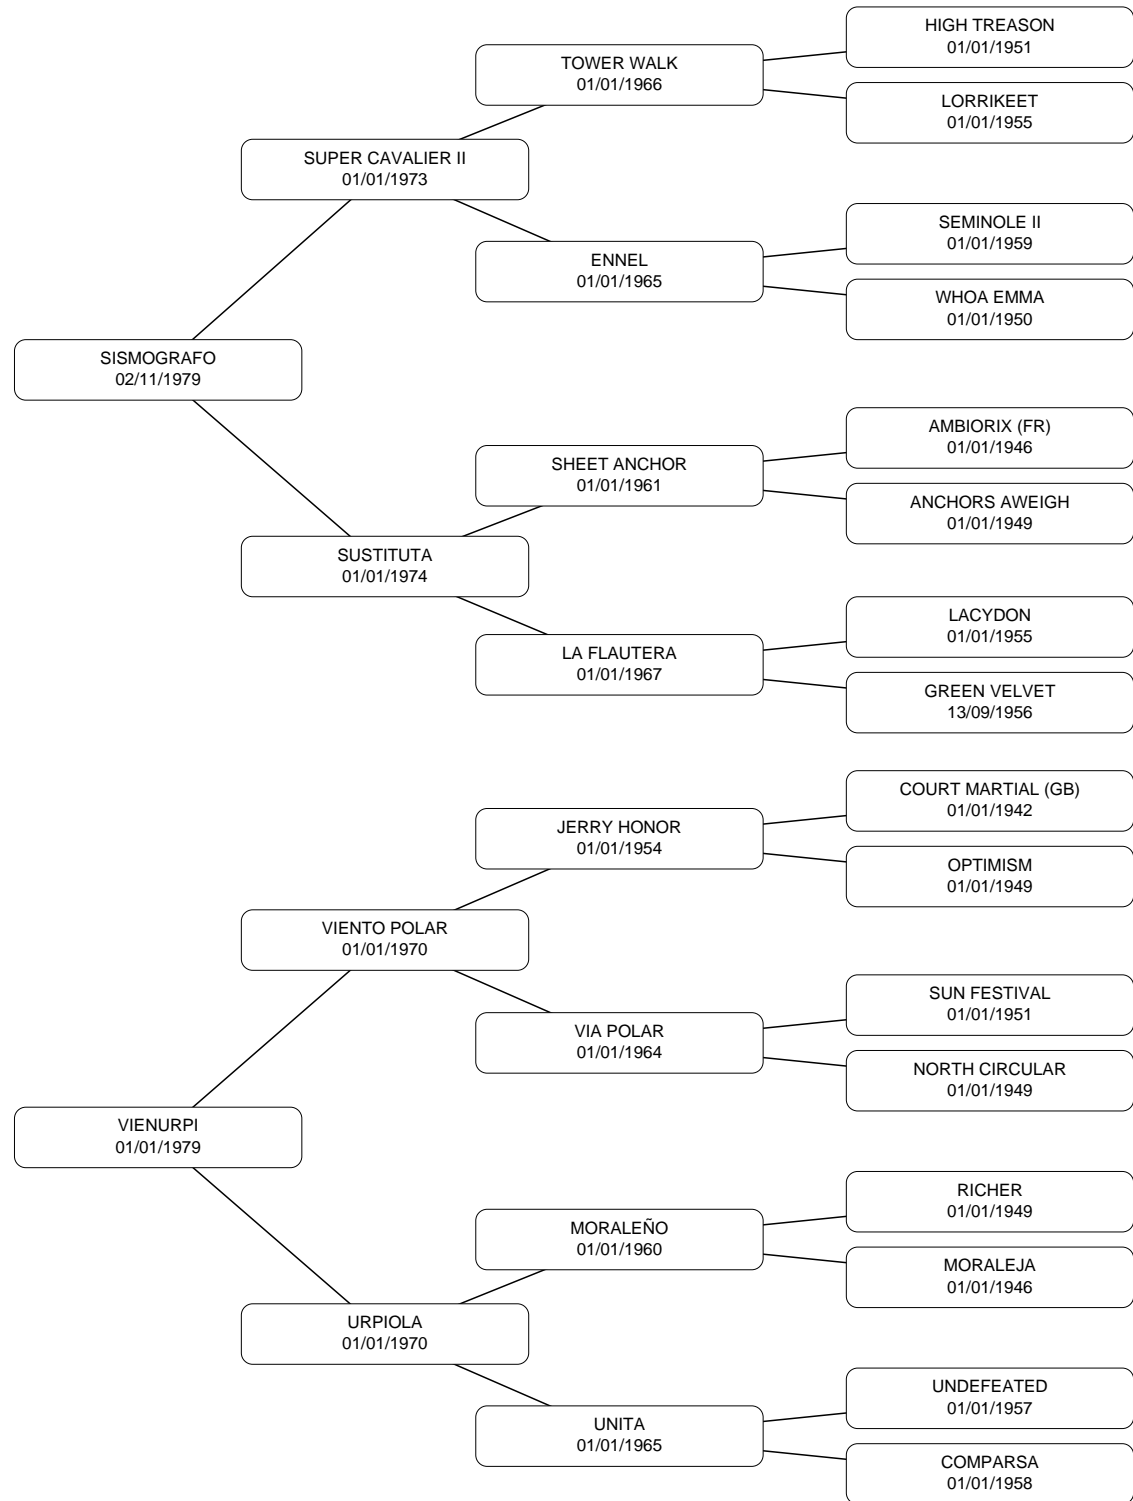 HIGH TREASON
01/01/1951
TOWER WALK
01/01/1966
LORRIKEET
01/01/1955
SUPER CAVALIER II
01/01/1973
SEMINOLE II
01/01/1959
ENNEL
01/01/1965
WHOA EMMA
01/01/1950
SISMOGRAFO
02/11/1979
AMBIORIX (FR)
01/01/1946
SHEET ANCHOR
01/01/1961
ANCHORS AWEIGH
01/01/1949
SUSTITUTA
01/01/1974
LACYDON
01/01/1955
LA FLAUTERA
01/01/1967
GREEN VELVET
13/09/1956
COURT MARTIAL (GB)
01/01/1942
JERRY HONOR
01/01/1954
OPTIMISM
01/01/1949
VIENTO POLAR
01/01/1970
SUN FESTIVAL
01/01/1951
VIA POLAR
01/01/1964
NORTH CIRCULAR
01/01/1949
VIENURPI
01/01/1979
RICHER
01/01/1949
MORALEÑO
01/01/1960
MORALEJA
01/01/1946
URPIOLA
01/01/1970
UNDEFEATED
01/01/1957
UNITA
01/01/1965
COMPARSA
01/01/1958